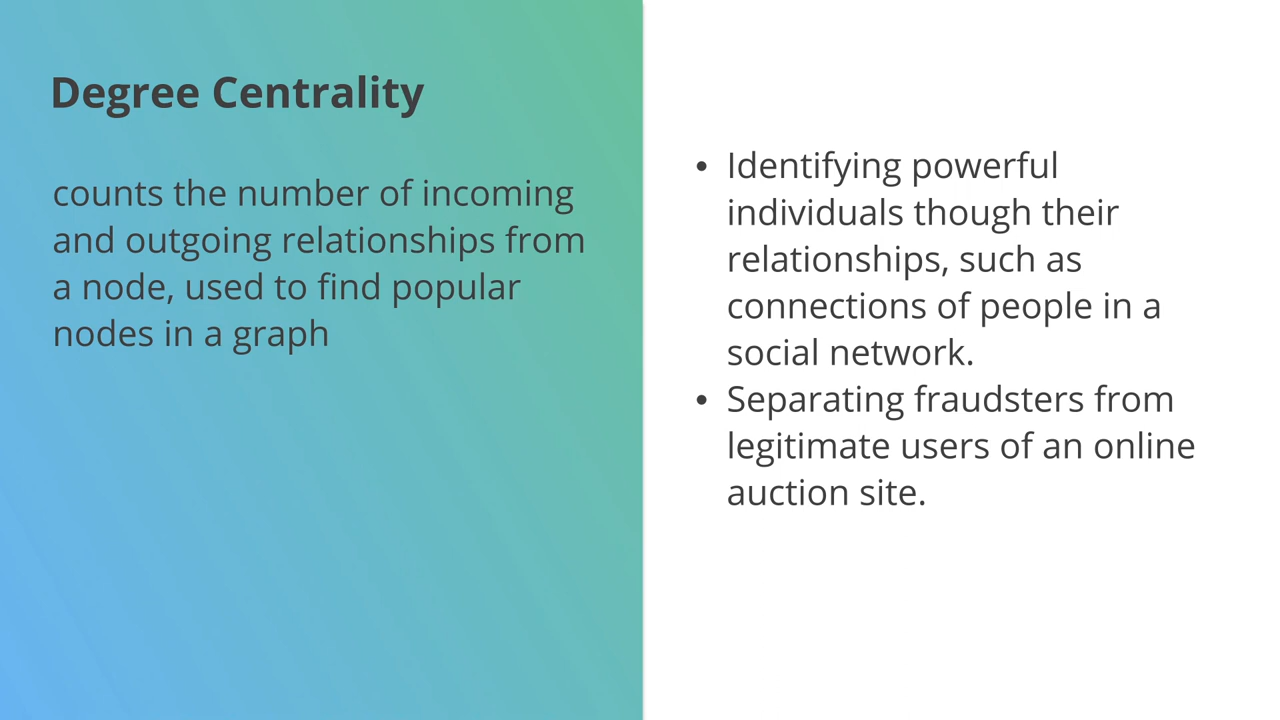 Degree Centrality
counts the number of incoming
and outgoing relationships from
a node, used to find popular
nodes in a graph
• Identifying powerful
individuals though their
relationships, such as
connections of people in a
social network.
• Separating fraudsters from
legitimate users of an online
auction site.